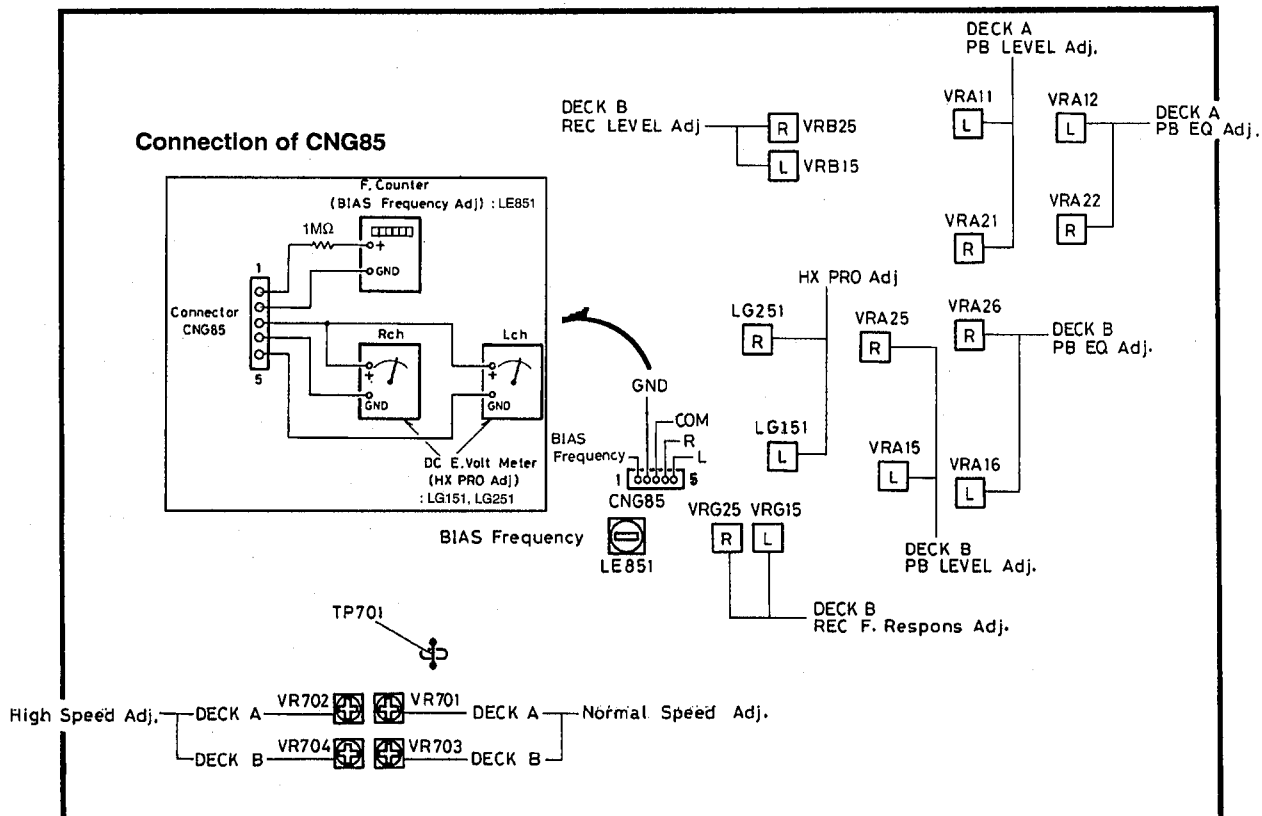 DECK A
PB LEVEL Adj.
VRA11
L
VRA12
L
DECK A
PB EQ Adj.
DECK B
REC LEVEL Adj
R VRB25
L VRB15
Connection of CNG85
F. Counter
(BIAS Frequency Adj) : LE851
1MΩ
+
GND
1
Connector
CNG85
5
Rch
+
GND
Lch
+
GND
DC E.Volt Meter
(HX PRO Adj)
: LG151, LG251
VRA21
R
VRA22
R
HX PRO Adj
LG251
R
VRA25
R
VRA26
R
DECK B
PB EQ Adj.
GND
COM
R
L
BIAS
Frequency
1 5
CNG85
LG151
L
VRA15
L
VRA16
L
BIAS Frequency
LE851
VRG25 VRG15
R L
DECK B
PB LEVEL Adj.
DECK B
REC F. Respons Adj.
TP701
High Speed Adj. DECK A VR702 VR701 DECK A Normal Speed Adj.
DECK B VR704 VR703 DECK B